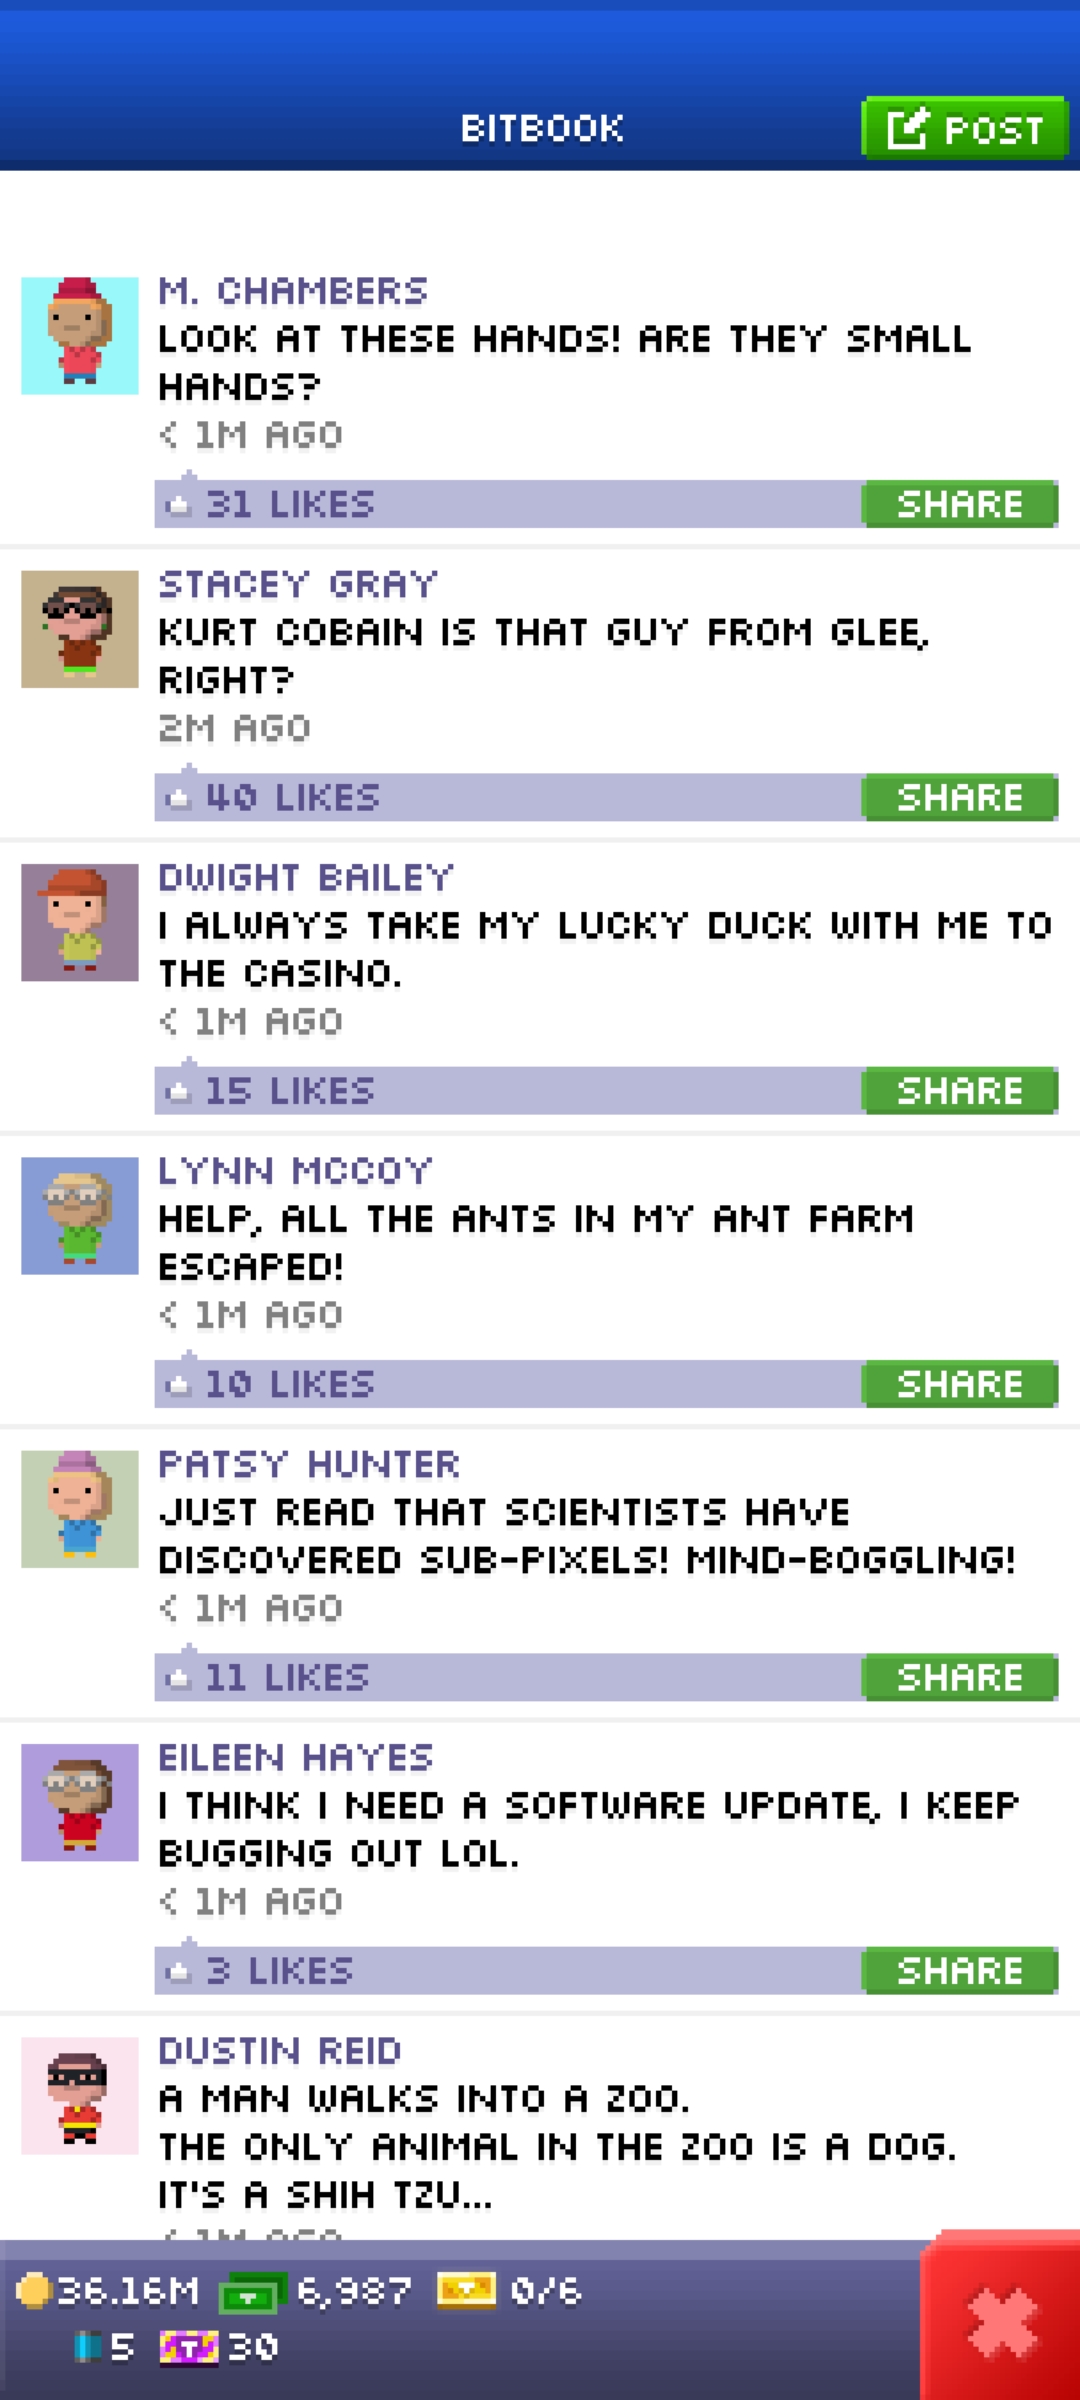 BITBOOK
POST
M. CHAMBERS
LOOK AT THESE HANDS! ARE THEY SMALL
HANDS?
< 1M AGO
31 LIKES
SHARE
STACEY GRAY
KURT COBAIN IS THAT GUY FROM GLEE,
RIGHT?
2M AGO
40 LIKES
SHARE
DWIGHT BAILEY
I ALWAYS TAKE MY LUCKY DUCK WITH ME TO
THE CASINO.
< 1M AGO
15 LIKES
SHARE
LYNN MCCOY
HELP, ALL THE ANTS IN MY ANT FARM
ESCAPED!
< 1M AGO
10 LIKES
SHARE
PATSY HUNTER
JUST READ THAT SCIENTISTS HAVE
DISCOVERED SUB-PIXELS! MIND-BOGGLING!
< 1M AGO
11 LIKES
SHARE
EILEEN HAYES
I THINK I NEED A SOFTWARE UPDATE, I KEEP
BUGGING OUT LOL.
< 1M AGO
3 LIKES
SHARE
DUSTIN REID
A MAN WALKS INTO A ZOO.
THE ONLY ANIMAL IN THE ZOO IS A DOG.
IT'S A SHIH TZU...
< 1M AGO
36.16M 6,987 0/6
5 30